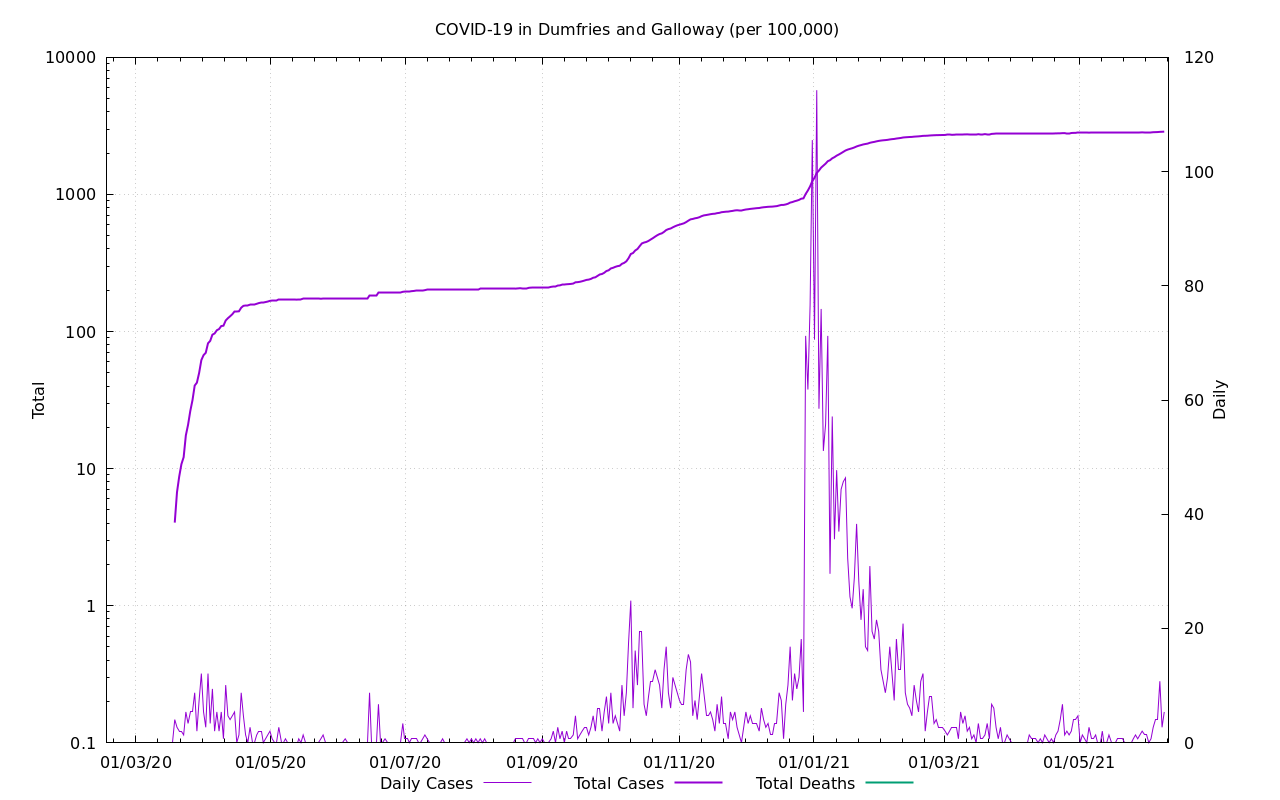 COVID-19 in Dumfries and Galloway (per 100,000)
10000
1000
100
10
1
0.1
Total
120
100
80
60
40
20
0
Daily
01/03/20 01/05/20 01/07/20 01/09/20 01/11/20 01/01/21 01/03/21 01/05/21
Daily Cases Total Cases Total Deaths